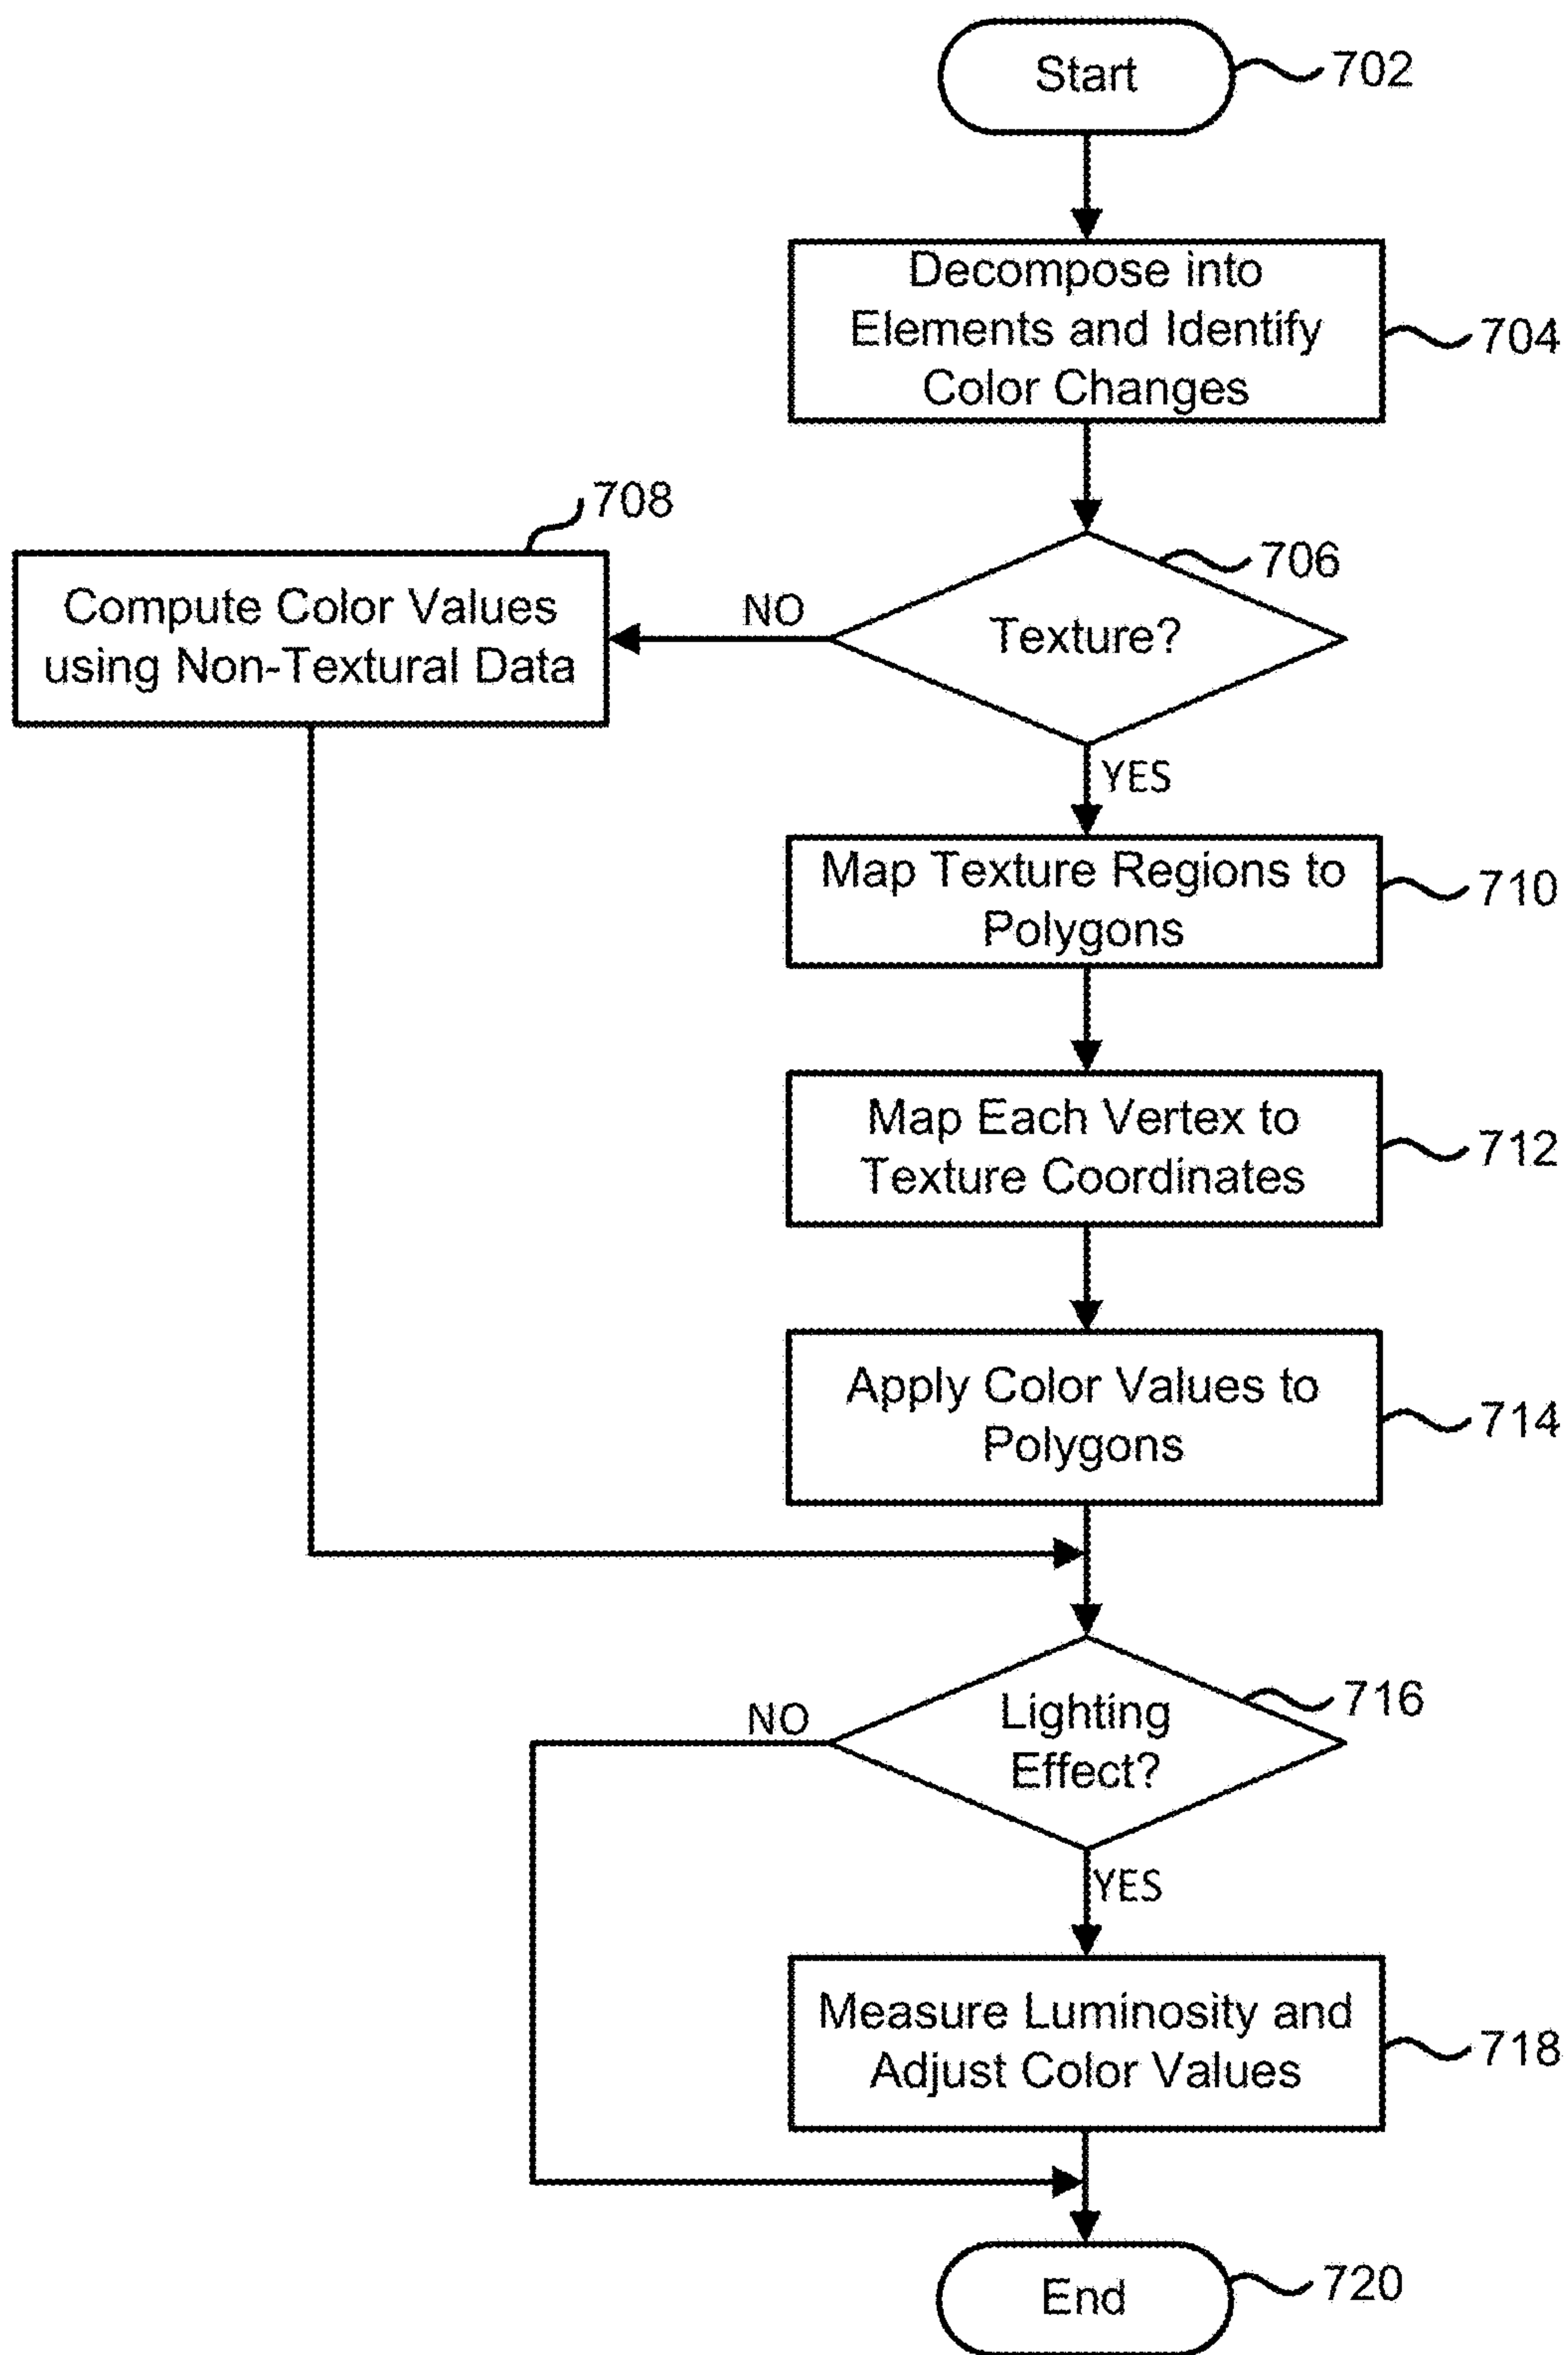 Start
702
Decompose into
Elements and Identify
Color Changes
704
708
Compute Color Values
using Non-Textural Data
NO
706
Texture?
YES
Map Texture Regions to
Polygons
710
Map Each Vertex to
Texture Coordinates
712
Apply Color Values to
Polygons
714
NO
Lighting
Effect?
716
YES
Measure Luminosity and
Adjust Color Values
718
End
720